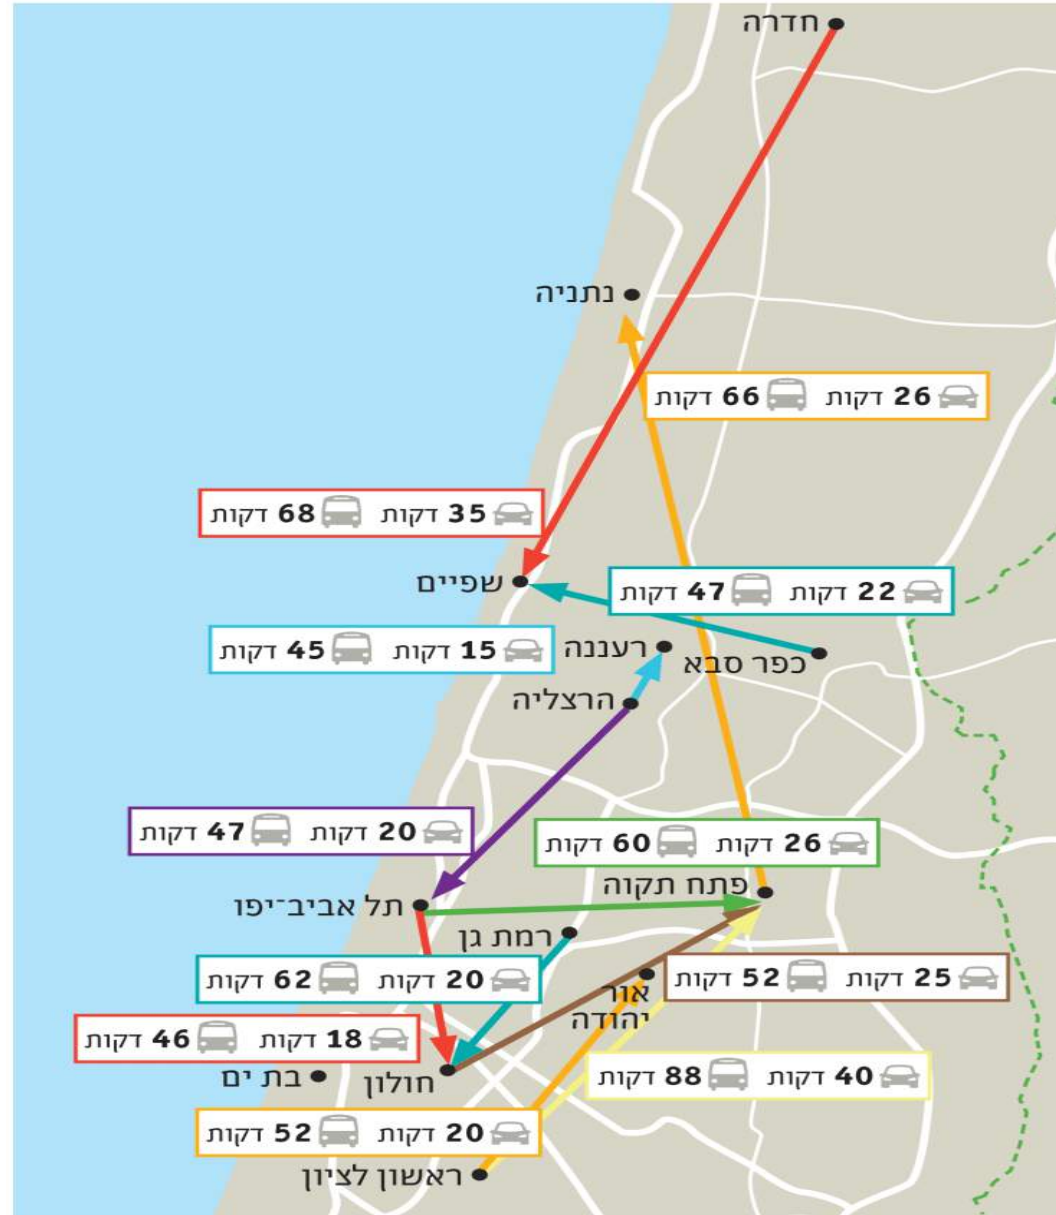 חדרה
נתניה
26 דקות 66 דקות
35 דקות 68 דקות
שפיים
22 דקות 47 דקות
רעננה
15 דקות 45 דקות
כפר סבא
הרצליה
20 דקות 47 דקות
26 דקות 60 דקות
פתח תקוה
תל אביב־יפו
רמת גן
25 דקות 52 דקות
20 דקות 62 דקות
אור
יהודה
18 דקות 46 דקות
בת ים
חולון
40 דקות 88 דקות
20 דקות 52 דקות
ראשון לציון